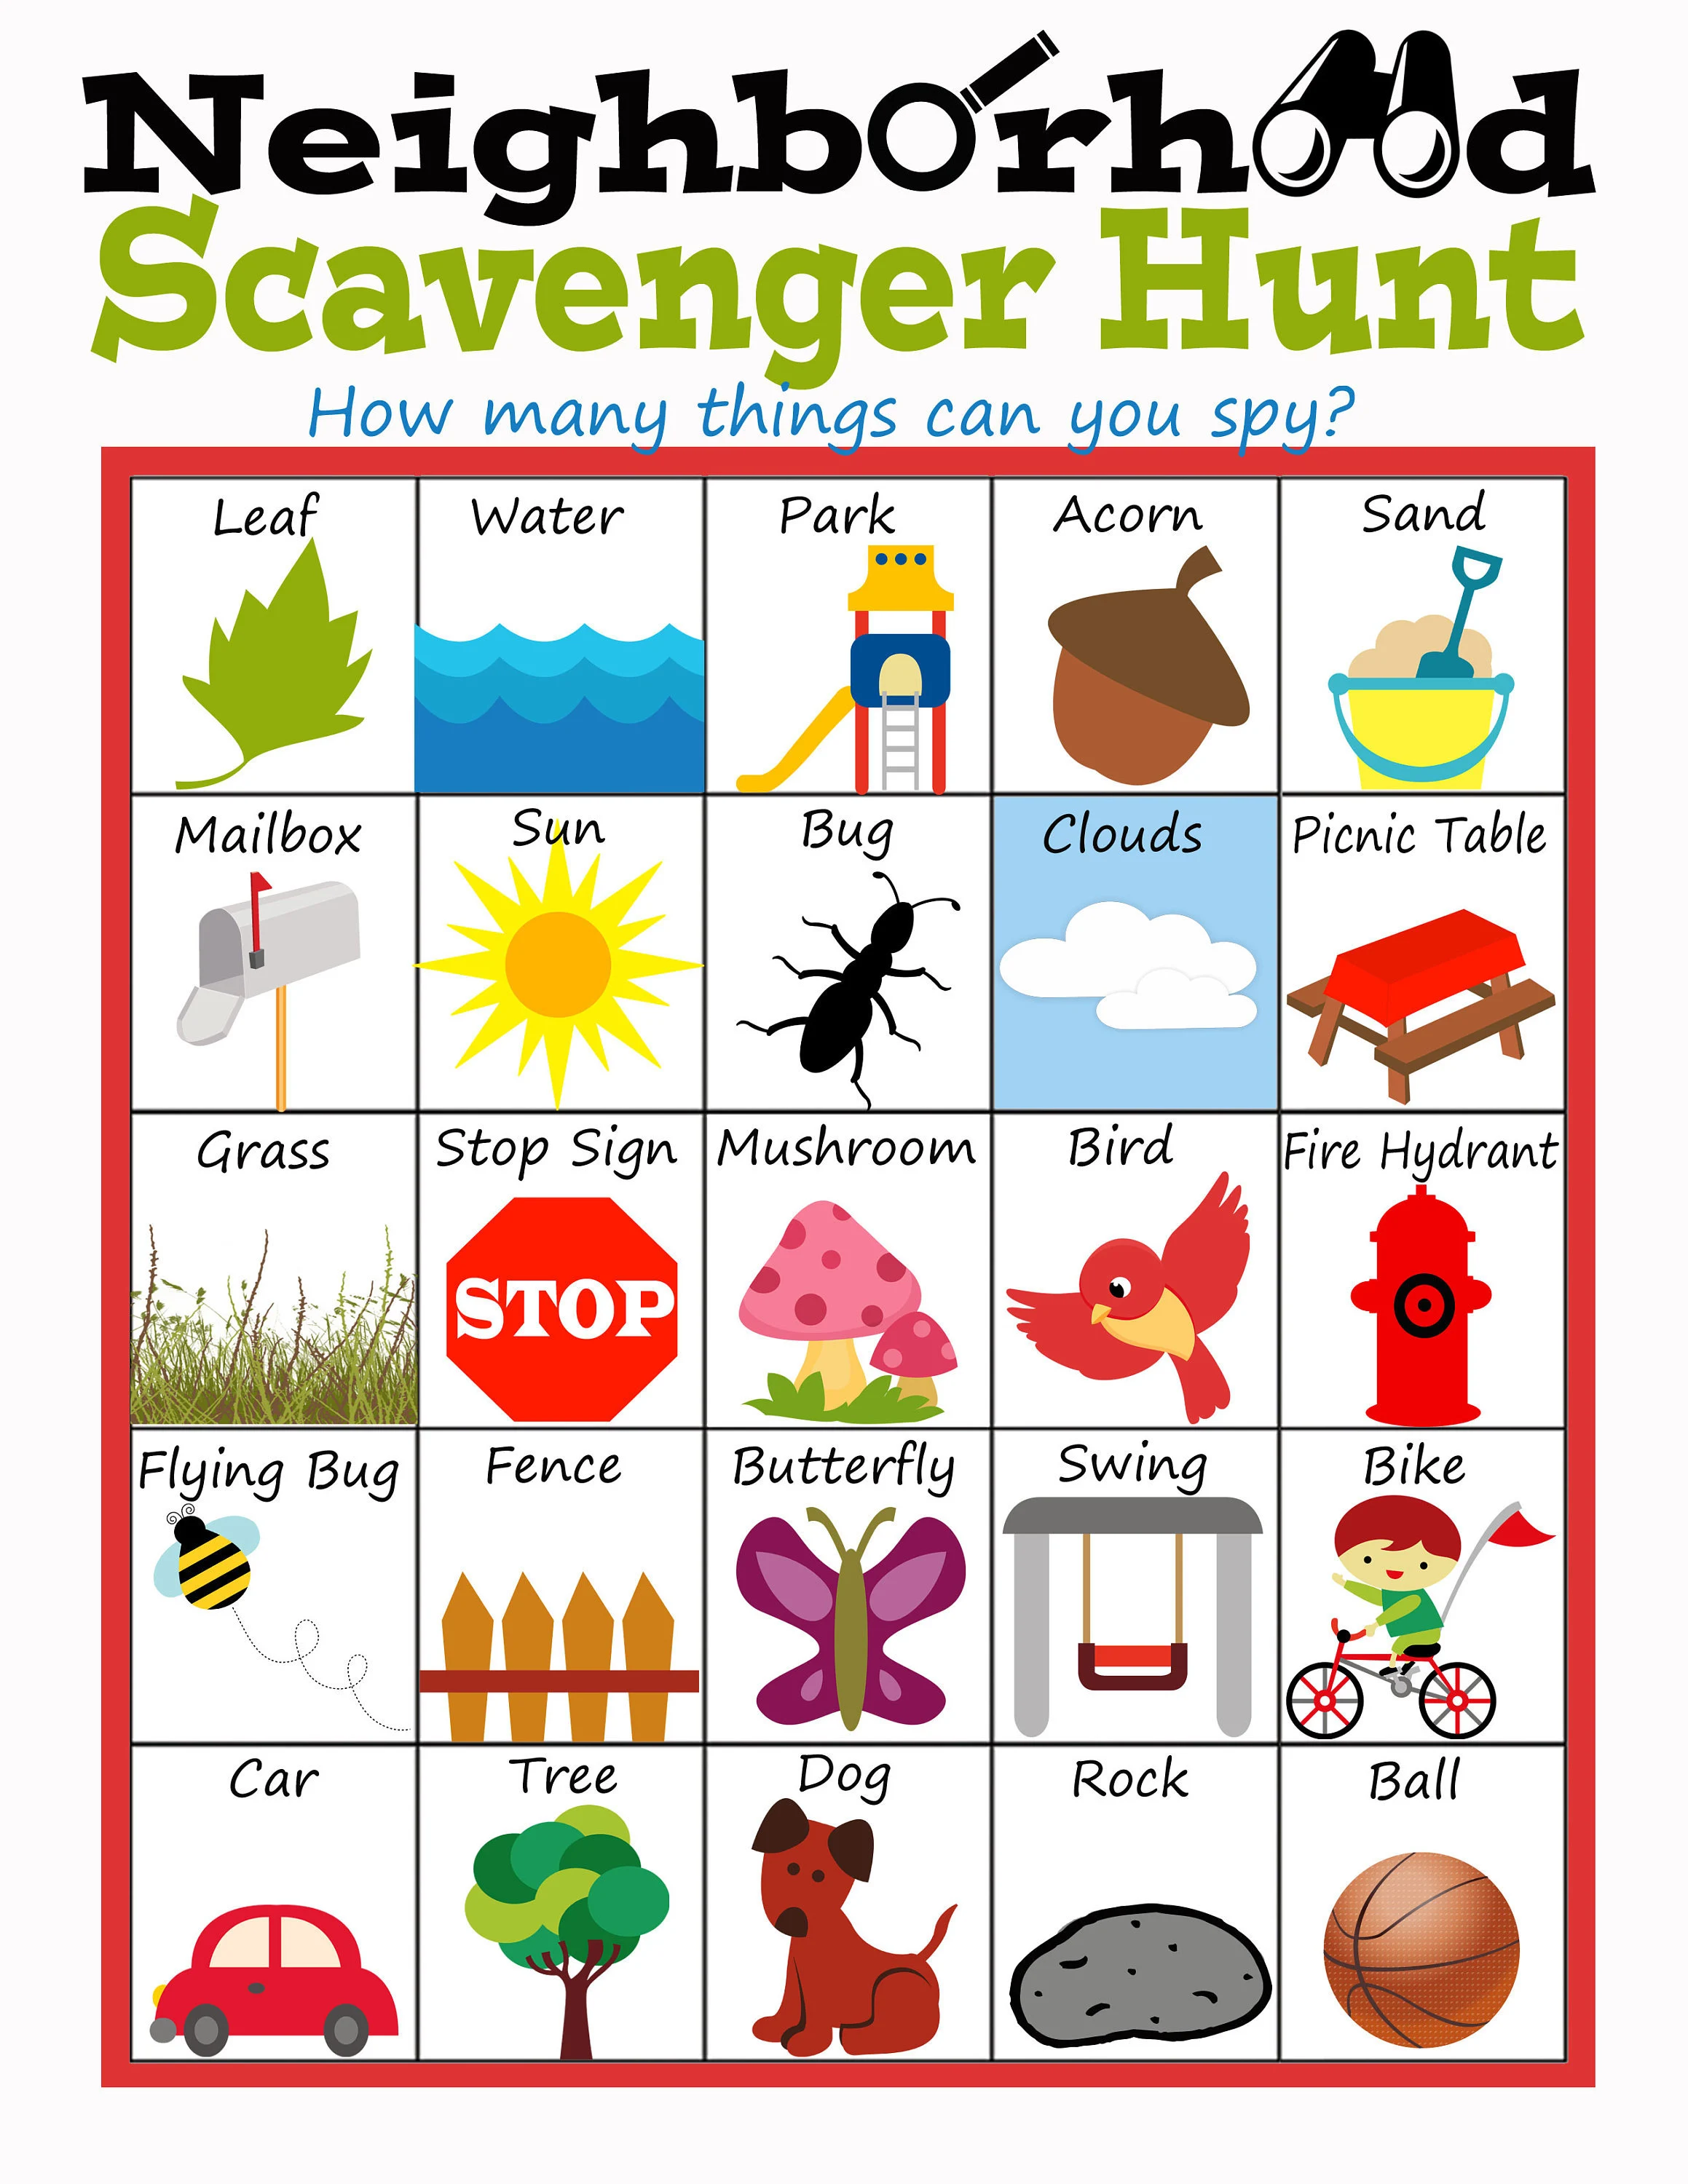 Neighborhood
Scavenger Hunt
How many things can you spy?
Leaf Water Park Acorn Sand
Mailbox Sun Bug Clouds Picnic Table
Grass Stop Sign Mushroom Bird Fire Hydrant
STOP
Flying Bug Fence Butterfly Swing Bike
Car Tree Dog Rock Ball